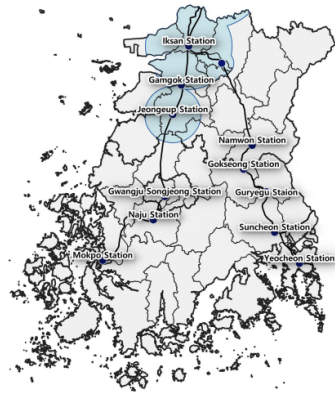 Iksan Station
Gamgok Station
Jeongeup Station
Namwon Station
Gokseong Station
Gwangju Songjeong Station
Guryegu Staion
Naju Station
Suncheon Station
Mokpo Station
Yeocheon Station